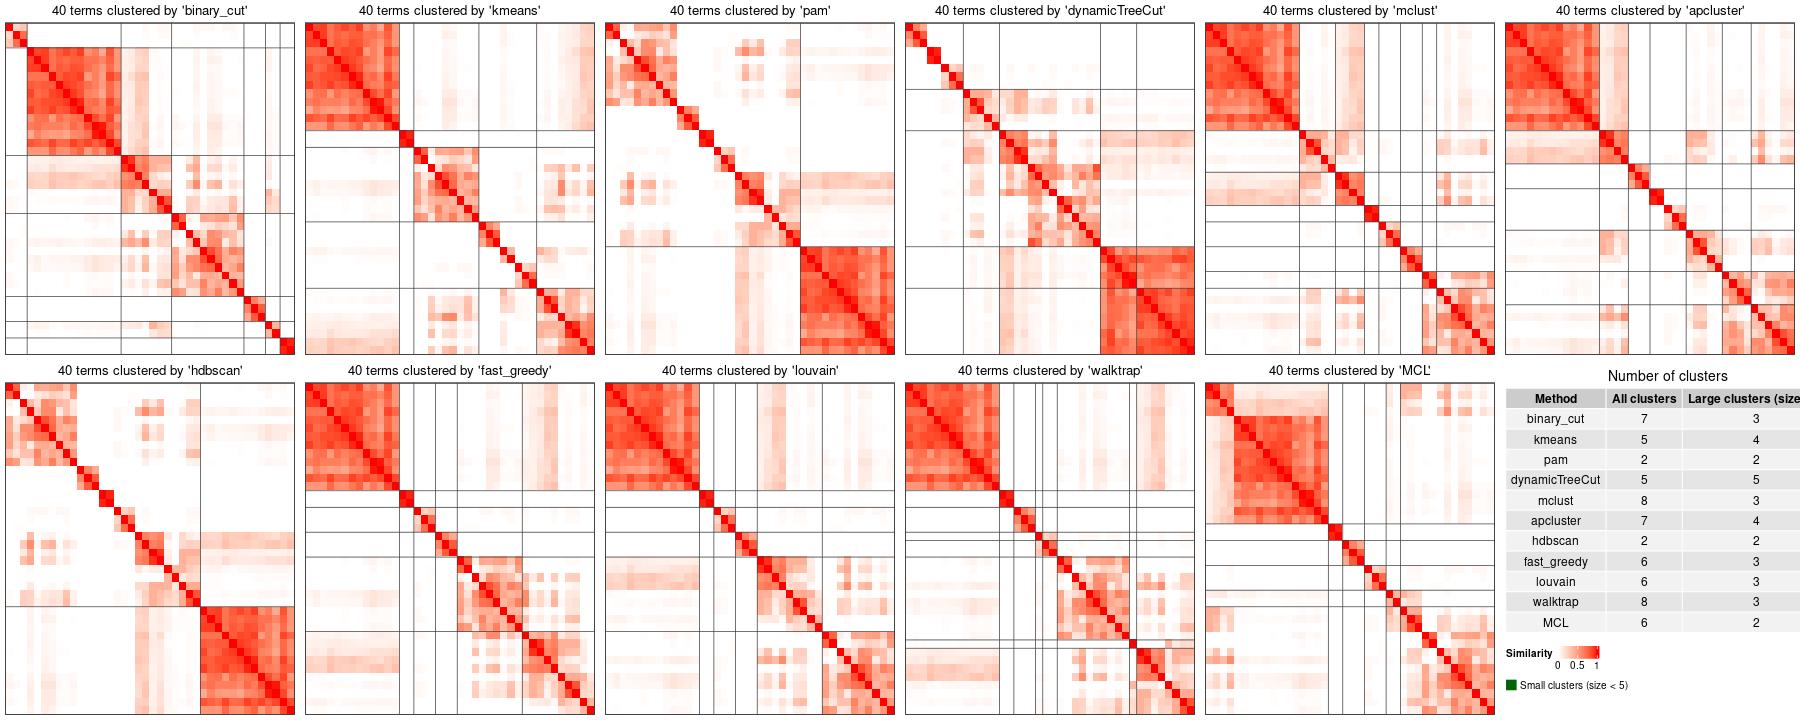 40 terms clustered by 'binary_cut'
40 terms clustered by 'kmeans'
40 terms clustered by 'pam'
40 terms clustered by 'dynamicTreeCut'
40 terms clustered by 'mclust'
40 terms clustered by 'apcluster'
40 terms clustered by 'hdbscan'
40 terms clustered by 'fast_greedy'
40 terms clustered by 'louvain'
40 terms clustered by 'walktrap'
40 terms clustered by 'MCL'
Number of clusters
Method All clusters Large clusters (size
binary_cut 7 3
kmeans 5 4
pam 2 2
dynamicTreeCut 5 5
mclust 8 3
apcluster 7 4
hdbscan 2 2
fast_greedy 6 3
louvain 6 3
walktrap 8 3
MCL 6 2
Similarity
0 0.5 1
Small clusters (size < 5)